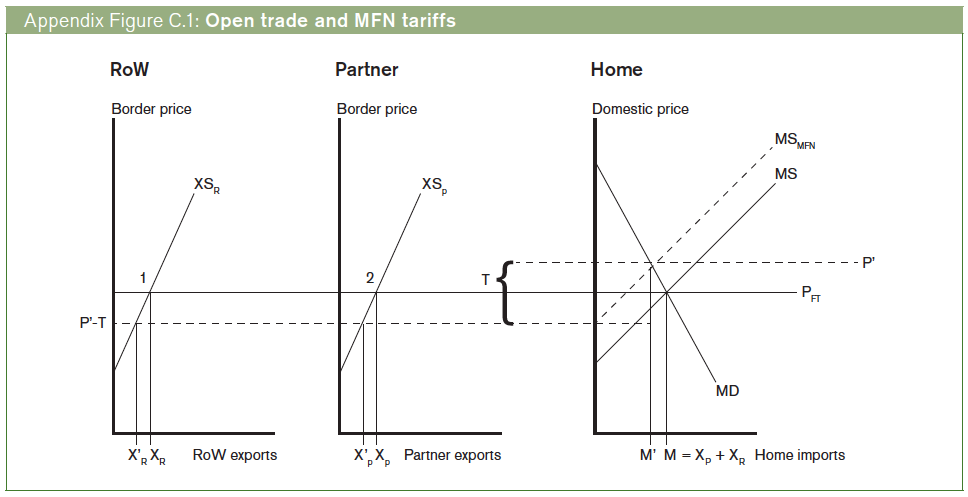 Appendix Figure C.1: Open trade and MFN tariffs
RoW Partner Home
Border price Border price Domestic price
MS_MFN
MS
XS_R XS_p
1 2 T P'
P_FT
P'-T
MD
X'_R X_R RoW exports X'_p X_p Partner exports M' M = X_P + X_R Home imports